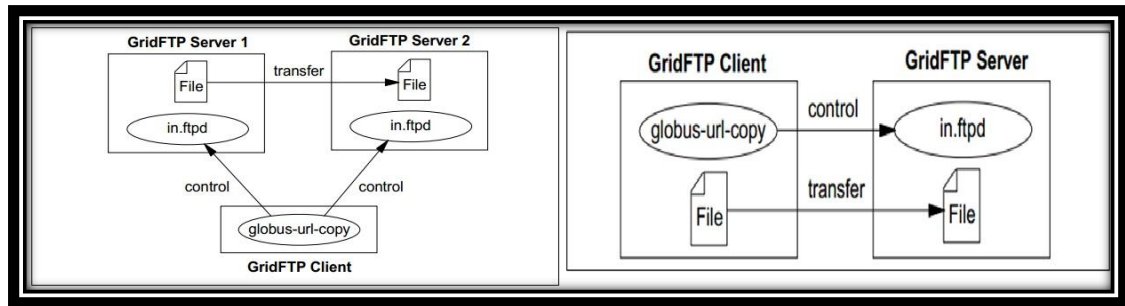 GridFTP Server 1
GridFTP Server 2
File
transfer
File
in.ftpd
in.ftpd
control
control
globus-url-copy
GridFTP Client
GridFTP Client
GridFTP Server
globus-url-copy
control
in.ftpd
File
transfer
File